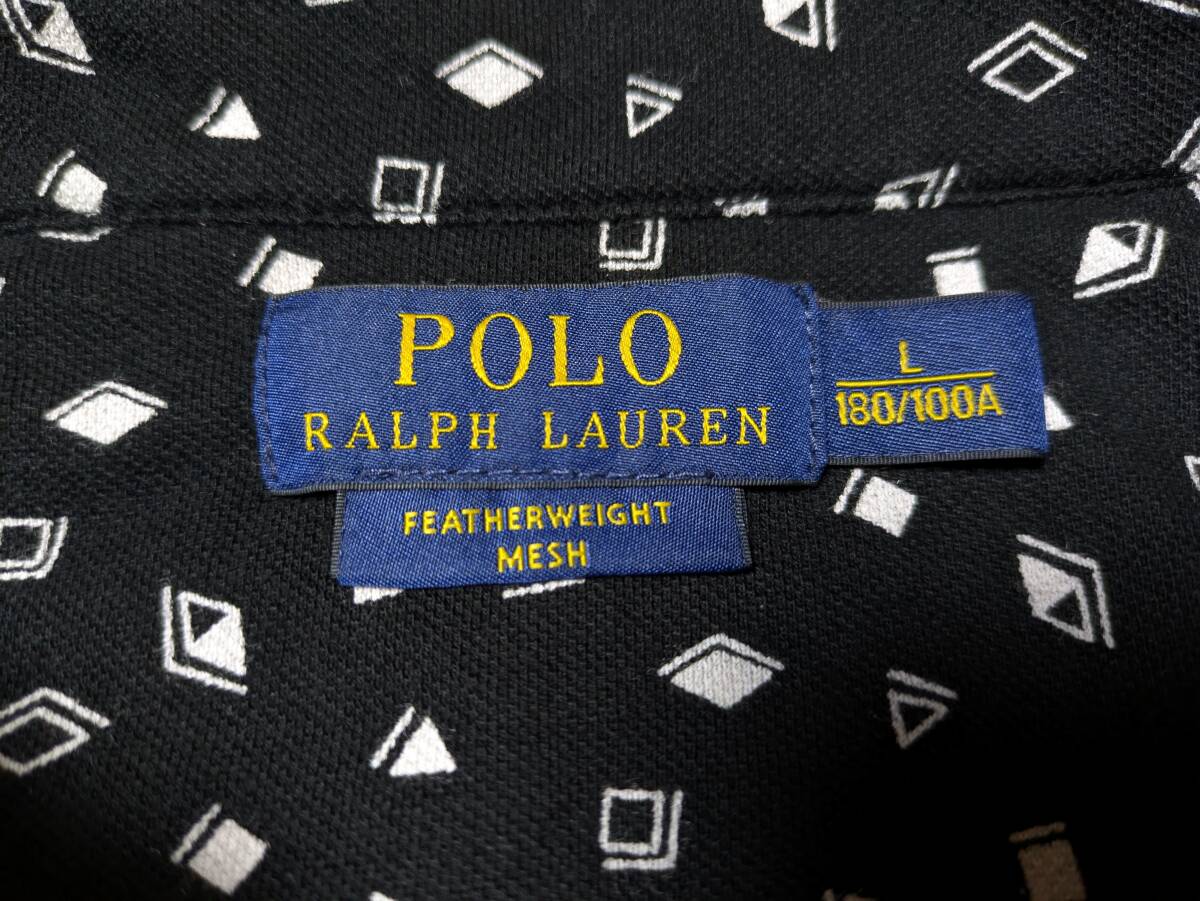 POLO
RALPH LAUREN
L
180/100A
FEATHERWEIGHT
MESH